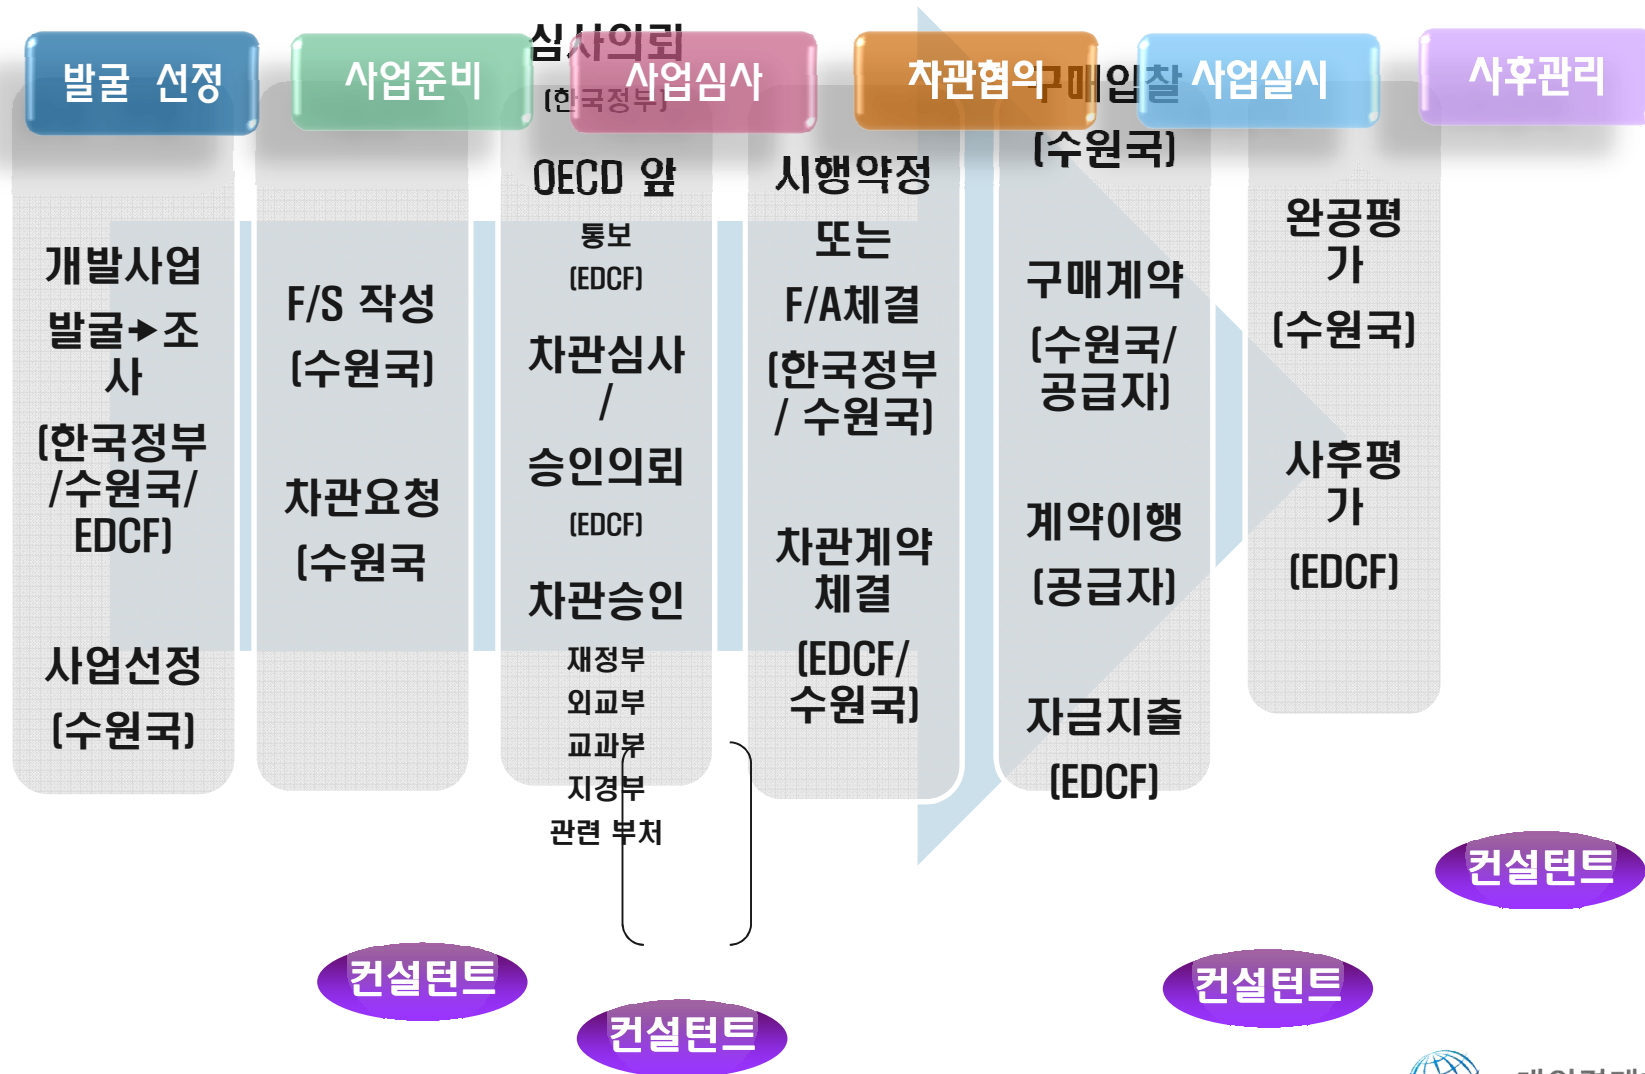 발굴 선정
개발사업
발굴→조
사
(한국정부
/수원국/
EDCF)
사업선정
(수원국)
사업준비
F/S 작성
(수원국)
차관요청
(수원국
사업심사
심사의뢰
(한국정부)
OECD 앞
통보
(EDCF)
차관심사
/
승인의뢰
(EDCF)
차관승인
재정부
외교부
교과부
지경부
관련 부처
차관협의
시행약정
또는
F/A체결
(한국정부
/ 수원국)
차관계약
체결
(EDCF/
수원국)
사업실시
구매입찰
(수원국)
구매계약
(수원국/
공급자)
계약이행
(공급자)
자금지출
(EDCF)
사후관리
완공평
가
(수원국)
사후평
가
(EDCF)
컨설턴트
컨설턴트
컨설턴트
컨설턴트